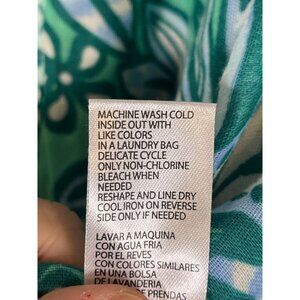 MACHINE WASH COLD
INSIDE OUT WITH
LIKE COLORS
IN A LAUNDRY BAG
DELICATE CYCLE
ONLY NON-CHLORINE
BLEACH WHEN
NEEDED
RESHAPE AND LINE DRY
COOL IRON ON REVERSE
SIDE ONLY IF NEEDED
LAVAR A MAQUINA
CON AGUA FRIA
POR EL REVES
CON COLORES SIMILARES
EN UNA BOLSA
DE LAVANDERIA
DE PRENDAS